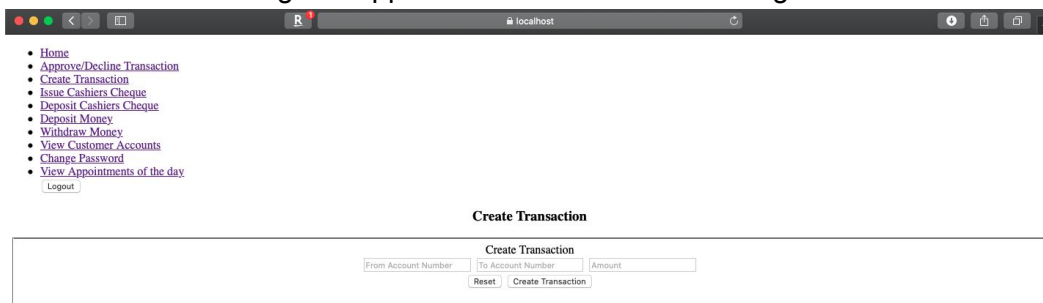 R 1 localhost
Home
Approve/Decline Transaction
Create Transaction
Issue Cashiers Cheque
Deposit Cashiers Cheque
Deposit Money
Withdraw Money
View Customer Accounts
Change Password
View Appointments of the day
Logout
Create Transaction
Create Transaction
From Account Number To Account Number Amount
Reset Create Transaction